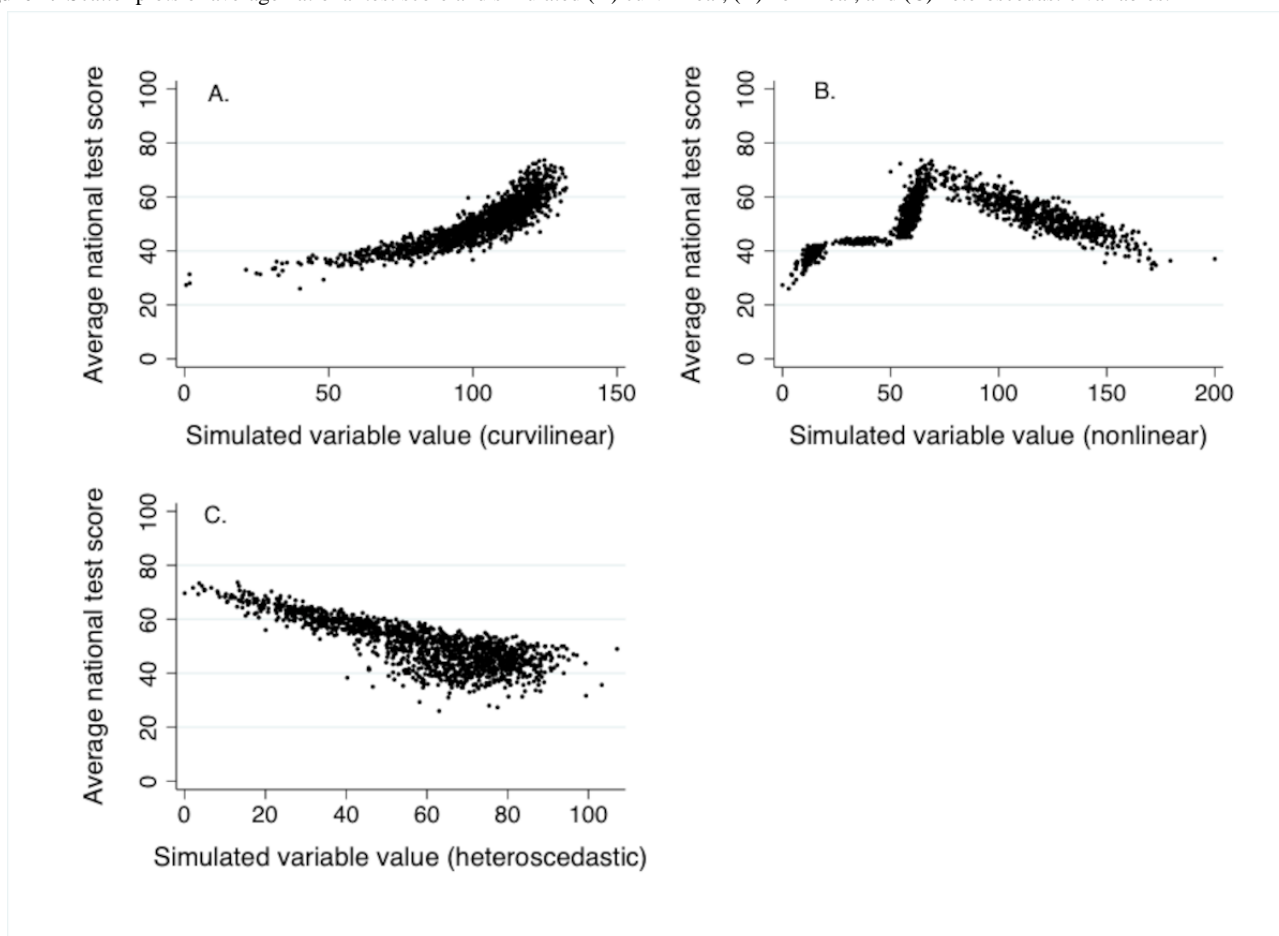 A.
Average national test score
100
80
60
40
20
0
0 50 100 150
Simulated variable value (curvilinear)
B.
Average national test score
100
80
60
40
20
0
0 50 100 150 200
Simulated variable value (nonlinear)
C.
Average national test score
100
80
60
40
20
0
0 20 40 60 80 100
Simulated variable value (heteroscedastic)